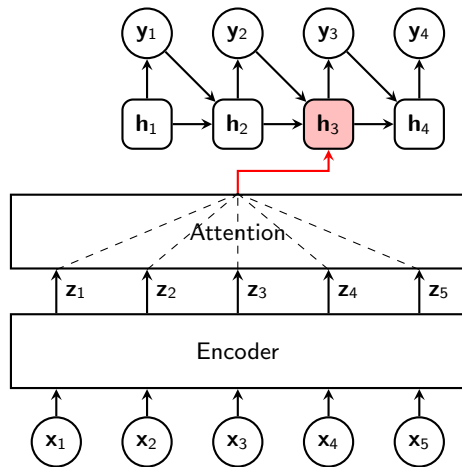 y₁ y₂ y₃ y₄
h₁ h₂ h₃ h₄
Attention
z₁ z₂ z₃ z₄ z₅
Encoder
x₁ x₂ x₃ x₄ x₅